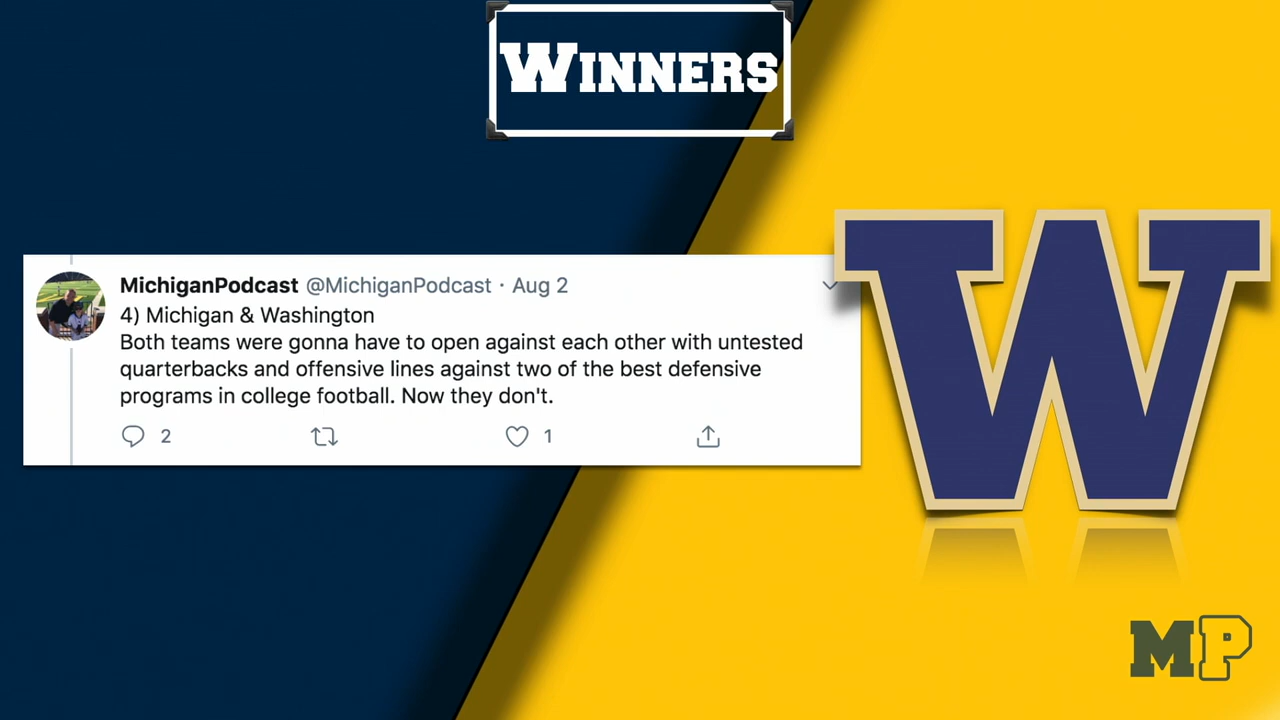 WINNERS
MichiganPodcast @MichiganPodcast · Aug 2
4) Michigan & Washington
Both teams were gonna have to open against each other with untested
quarterbacks and offensive lines against two of the best defensive
programs in college football. Now they don't.
2 1
W
MP